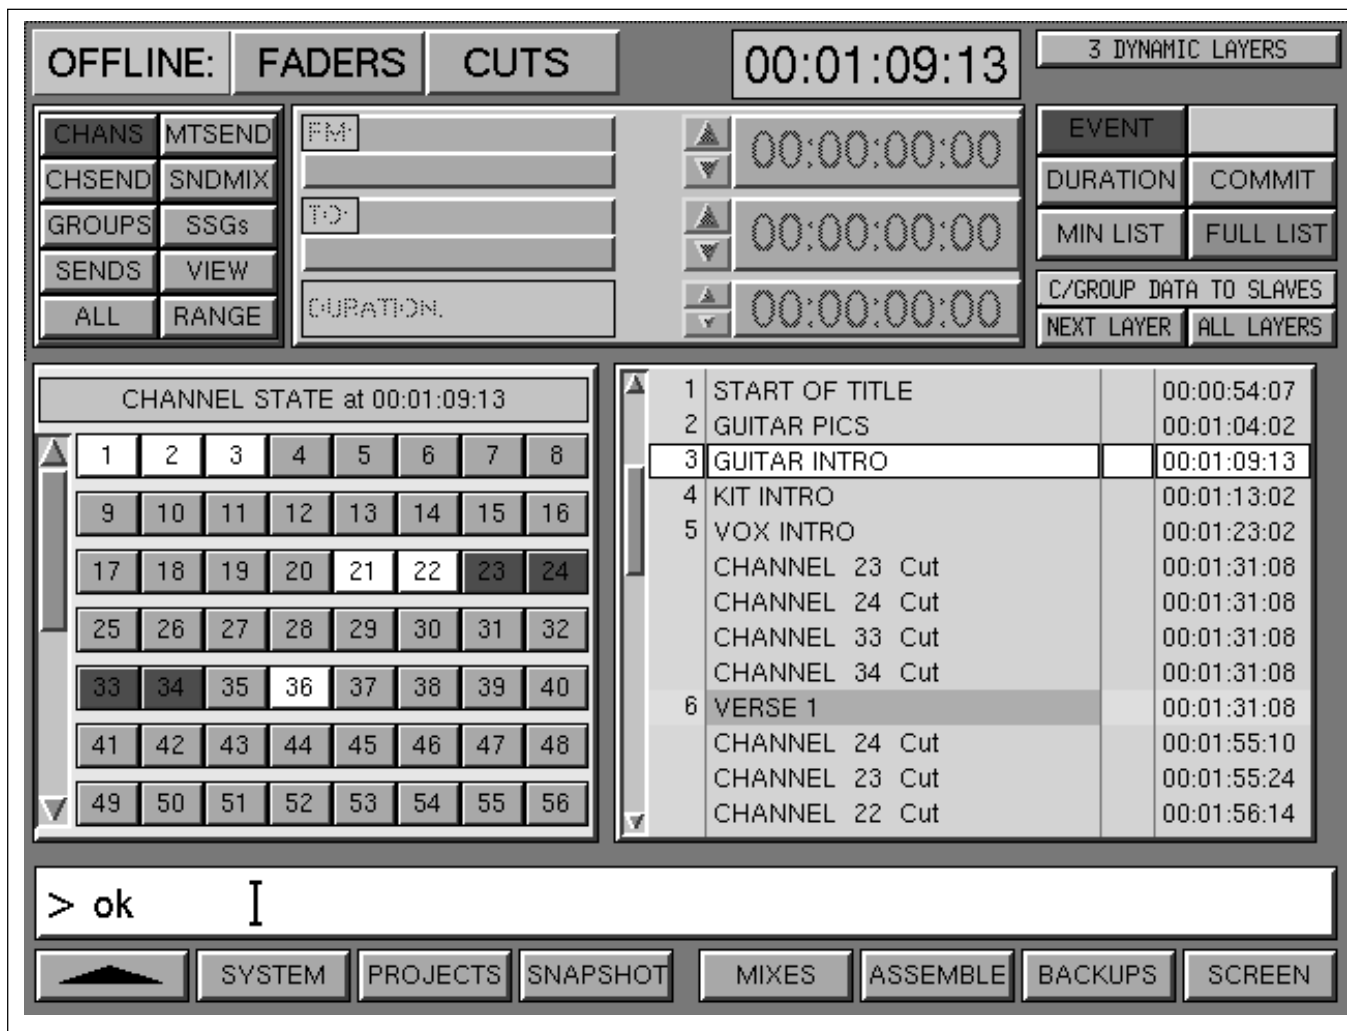 OFFLINE: FADERS CUTS 00:01:09:13 3 DYNAMIC LAYERS
CHANS MTSEND
CHSEND SNDMIX
GROUPS SSGs
SENDS VIEW
ALL RANGE
FM: 00:00:00:00
TO: 00:00:00:00
DURATION. 00:00:00:00
EVENT
DURATION COMMIT
MIN LIST FULL LIST
C/GROUP DATA TO SLAVES
NEXT LAYER ALL LAYERS
CHANNEL STATE at 00:01:09:13
1 2 3 4 5 6 7 8
9 10 11 12 13 14 15 16
17 18 19 20 21 22 23 24
25 26 27 28 29 30 31 32
33 34 35 36 37 38 39 40
41 42 43 44 45 46 47 48
49 50 51 52 53 54 55 56
1 START OF TITLE 00:00:54:07
2 GUITAR PICS 00:01:04:02
3 GUITAR INTRO 00:01:09:13
4 KIT INTRO 00:01:13:02
5 VOX INTRO 00:01:23:02
CHANNEL 23 Cut 00:01:31:08
CHANNEL 24 Cut 00:01:31:08
CHANNEL 33 Cut 00:01:31:08
CHANNEL 34 Cut 00:01:31:08
6 VERSE 1 00:01:31:08
CHANNEL 24 Cut 00:01:55:10
CHANNEL 23 Cut 00:01:55:24
CHANNEL 22 Cut 00:01:56:14
> ok
SYSTEM PROJECTS SNAPSHOT MIXES ASSEMBLE BACKUPS SCREEN